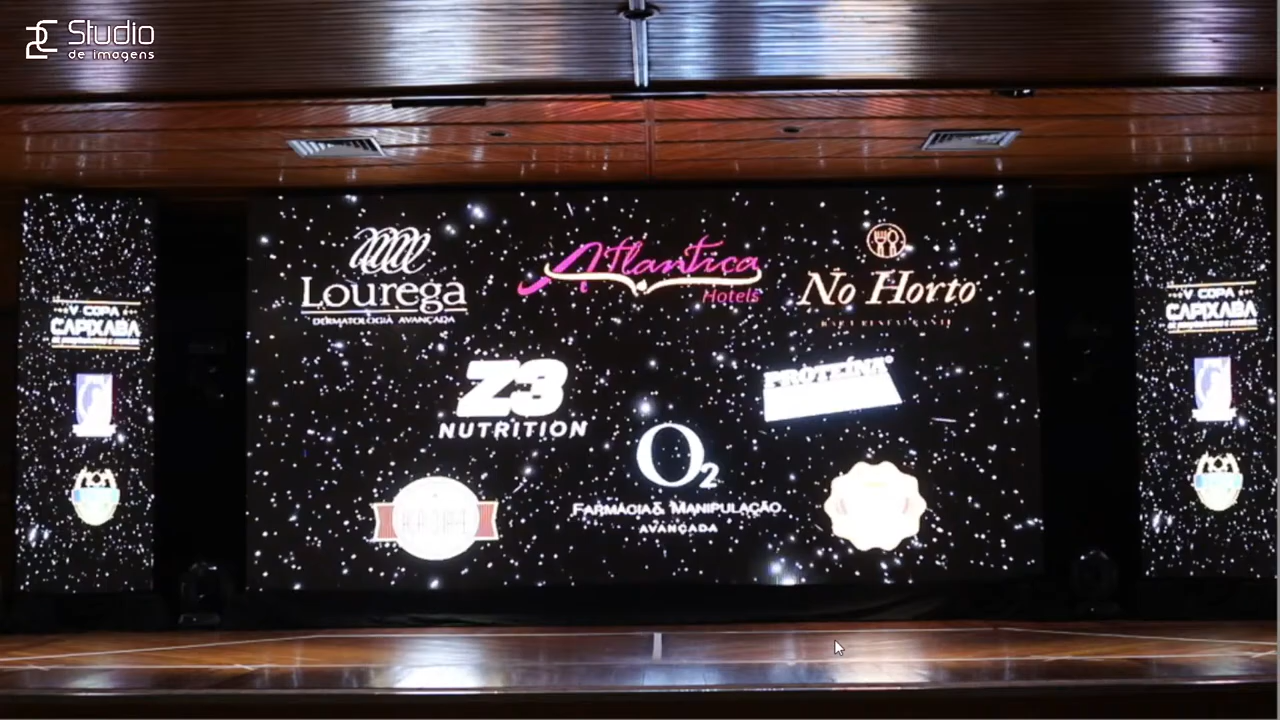 Studio
de imagens
Lourega
DERMATOLOGIA AVANÇADA
Atlantica
Hotels
No Horto
Z3
NUTRITION
PROTEÍNA
O2
FARMÁCIA & MANIPULAÇÃO
AVANÇADA
V COPA
CAPIXABA
V COPA
CAPIXABA